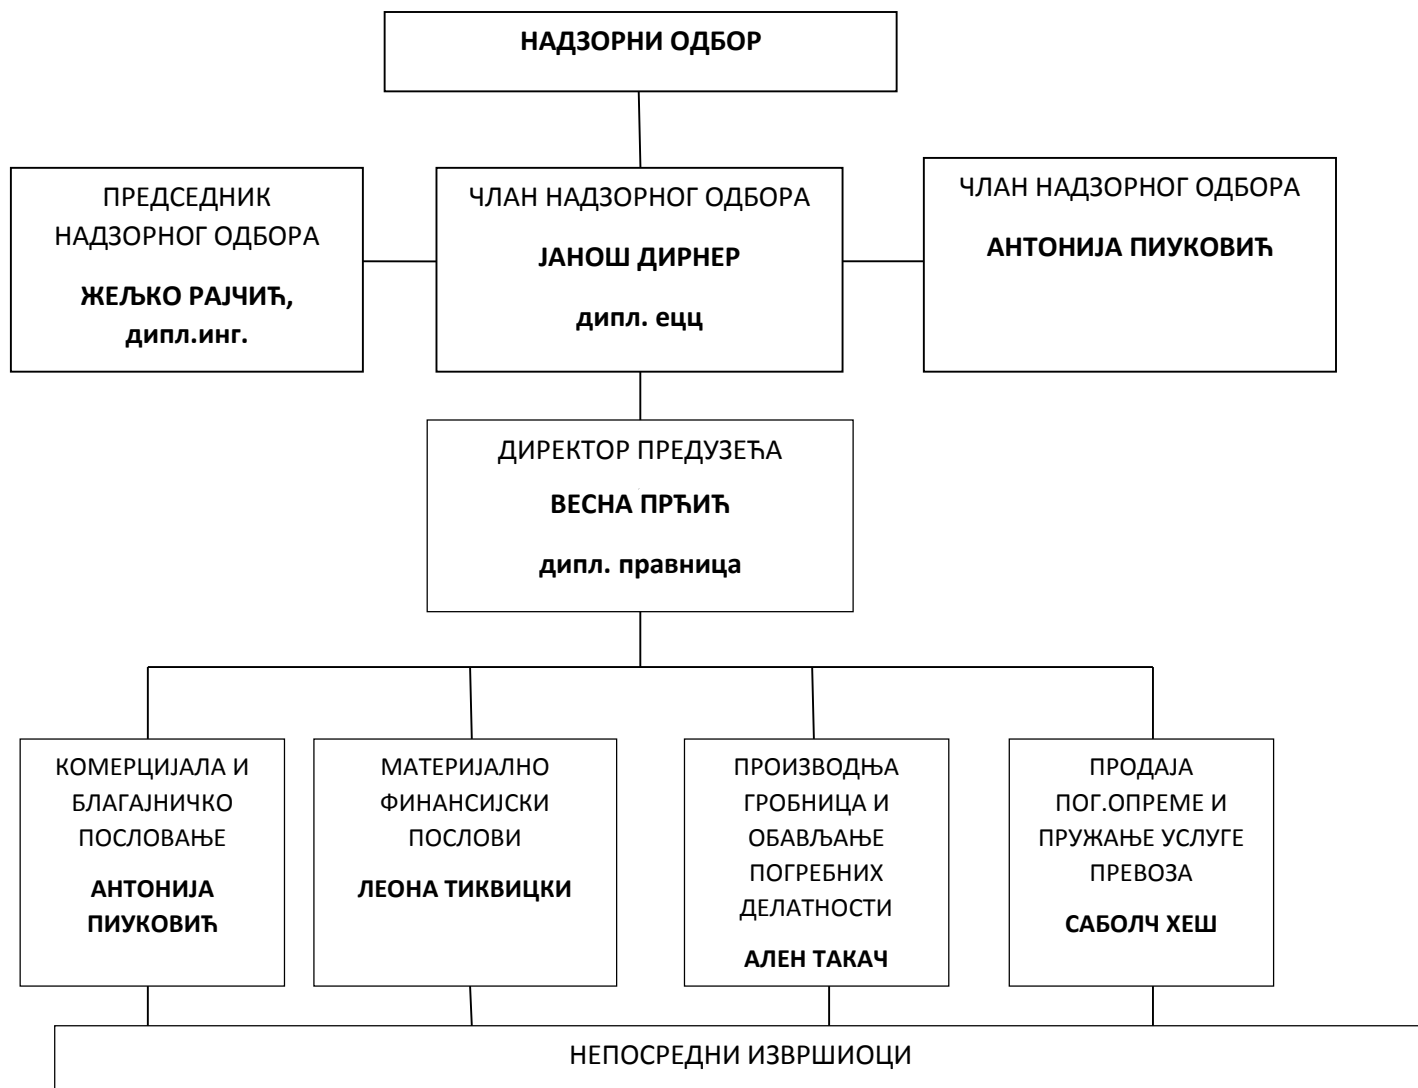 НАДЗОРНИ ОДБОР
ПРЕДСЕДНИК
НАДЗОРНОГ ОДБОРА
ЖЕЉКО РАЈЧИЋ,
дипл.инг.
ЧЛАН НАДЗОРНОГ ОДБОРА
ЈАНОШ ДИРНЕР
дипл. ецц
ЧЛАН НАДЗОРНОГ ОДБОРА
АНТОНИЈА ПИУКОВИЋ
ДИРЕКТОР ПРЕДУЗЕЋА
ВЕСНА ПРЋИЋ
дипл. правница
КОМЕРЦИЈАЛА И
БЛАГАЈНИЧКО
ПОСЛОВАЊЕ
АНТОНИЈА
ПИУКОВИЋ
МАТЕРИЈАЛНО
ФИНАНСИЈСКИ
ПОСЛОВИ
ЛЕОНА ТИКВИЦКИ
ПРОИЗВОДЊА
ГРОБНИЦА И
ОБАВЉАЊЕ
ПОГРЕБНИХ
ДЕЛАТНОСТИ
АЛЕН ТАКАЧ
ПРОДАЈА
ПОГ.ОПРЕМЕ И
ПРУЖАЊЕ УСЛУГЕ
ПРЕВОЗА
САБОЛЧ ХЕШ
НЕПОСРЕДНИ ИЗВРШИОЦИ